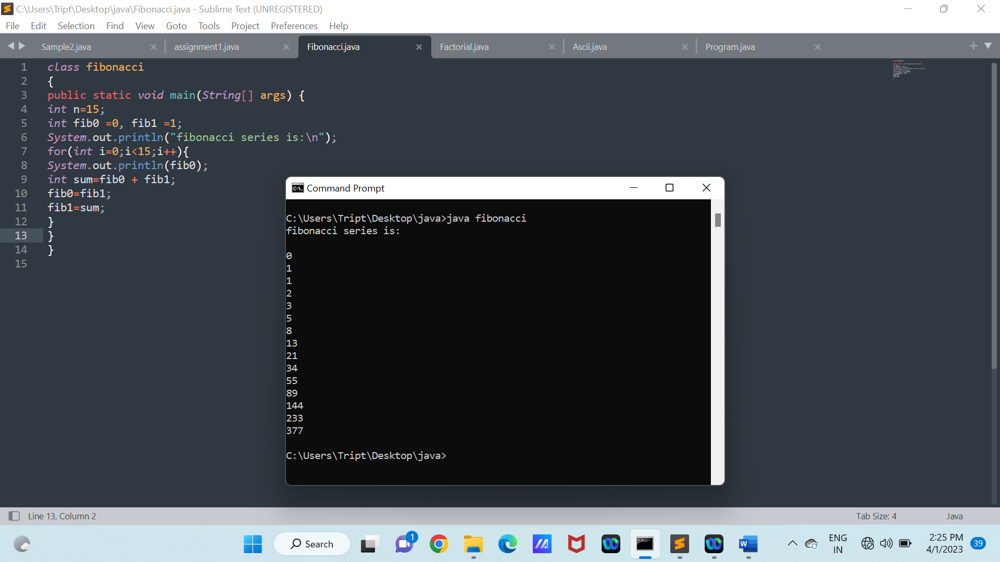 C:\Users\Tript\Desktop\java\Fibonacci.java - Sublime Text (UNREGISTERED)
File Edit Selection Find View Goto Tools Project Preferences Help
Sample2.java assignment1.java Fibonacci.java Factorial.java Ascii.java Program.java
1 class fibonacci
2 {
3 public static void main(String[] args) {
4 int n=15;
5 int fib0 =0, fib1 =1;
6 System.out.println("fibonacci series is:\n");
7 for(int i=0;i<15;i++){
8 System.out.println(fib0);
9 int sum=fib0 + fib1;
10 fib0=fib1;
11 fib1=sum;
12 }
13 }
14 }
15
Command Prompt
C:\Users\Tript\Desktop\java>java fibonacci
fibonacci series is:
0
1
1
2
3
5
8
13
21
34
55
89
144
233
377
C:\Users\Tript\Desktop\java>
Line 13, Column 2 Tab Size: 4 Java
Search 1 ENG 2:25 PM 39
IN 4/1/2023